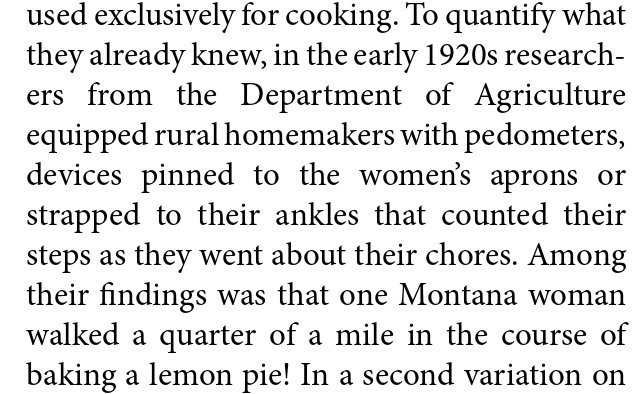 used exclusively for cooking. To quantify what
they already knew, in the early 1920s research-
ers from the Department of Agriculture
equipped rural homemakers with pedometers,
devices pinned to the women’s aprons or
strapped to their ankles that counted their
steps as they went about their chores. Among
their findings was that one Montana woman
walked a quarter of a mile in the course of
baking a lemon pie! In a second variation on